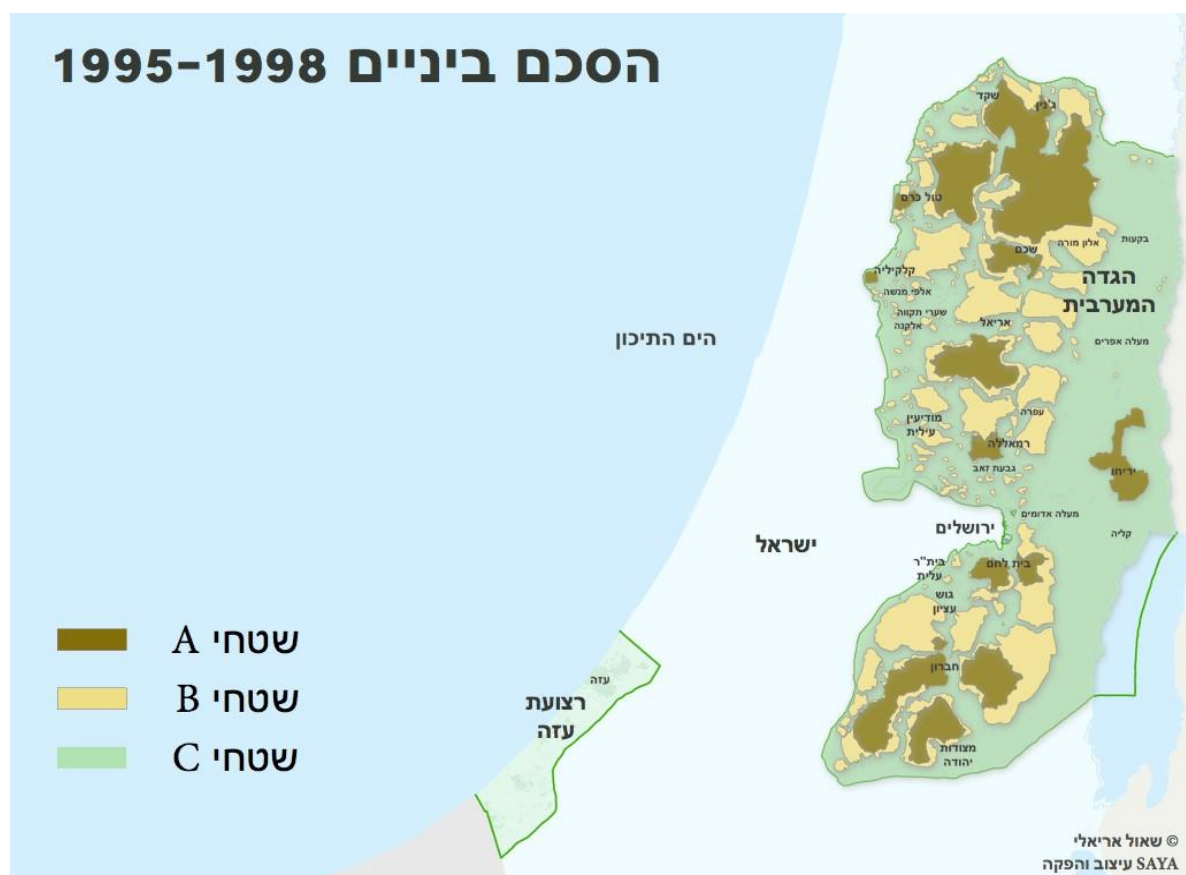 הסכם ביניים 1995-1998
שקד
ג'נין
טול כרם
שכם
אלון מורה
בקעות
קלקיליה
הגדה
המערבית
אלפי מנשה
שערי תקווה
אלקנה
אריאל
הים התיכון
מעלה אפרים
עפרה
מודיעין
עילית
רמאללה
גבעת זאב
יריחו
מעלה אדומים
ירושלים
קליה
ישראל
בית"ר
עלית
בית לחם
גוש
עציון
חברון
מצודות
יהודה
עזה
רצועת
עזה
שטחי A
שטחי B
שטחי C
© שאול אריאלי
SAYA עיצוב והפקה